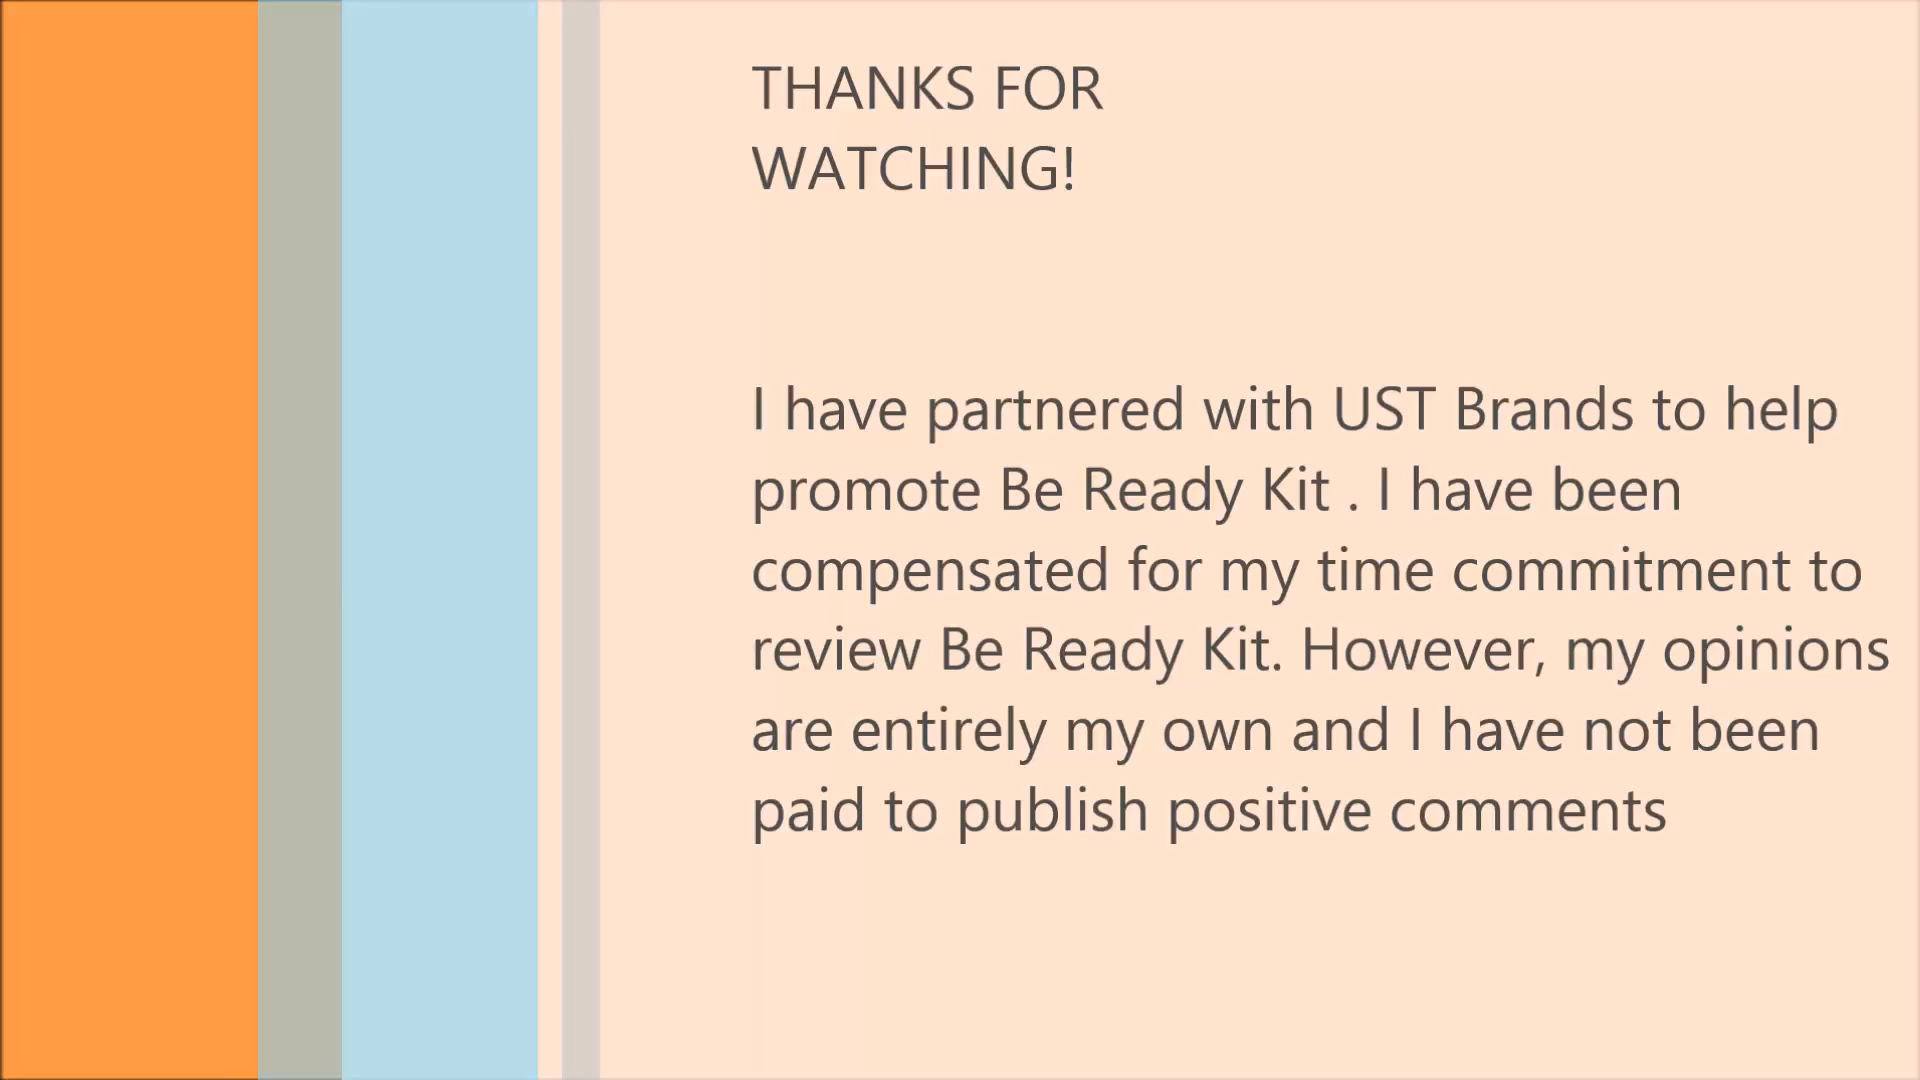 THANKS FOR
WATCHING!
I have partnered with UST Brands to help
promote Be Ready Kit . I have been
compensated for my time commitment to
review Be Ready Kit. However, my opinions
are entirely my own and I have not been
paid to publish positive comments